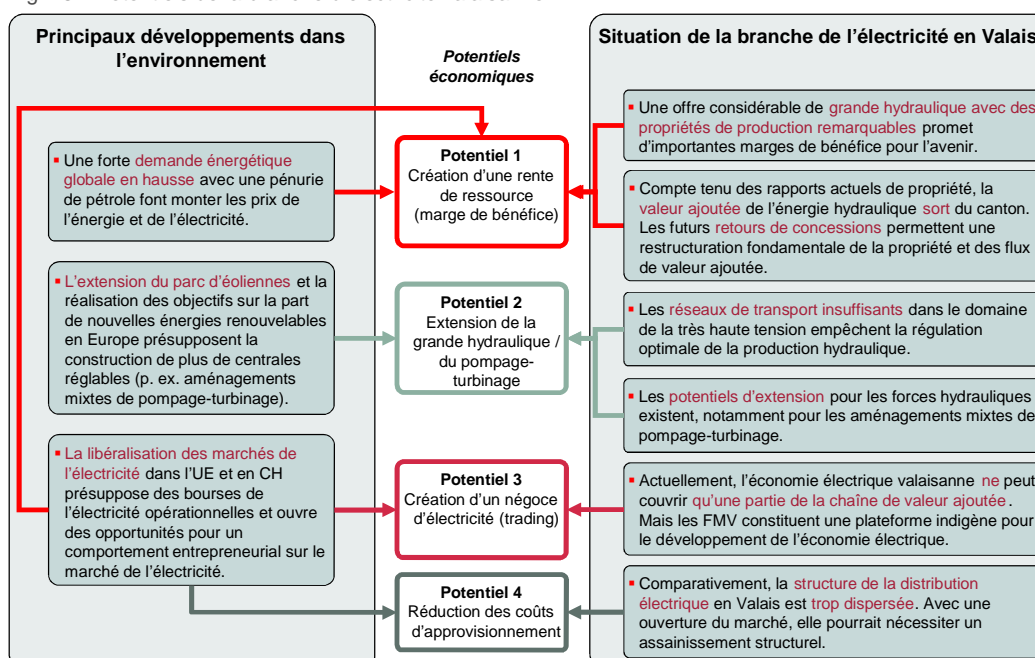 Principaux développements dans
l'environnement
Une forte demande énergétique
globale en hausse avec une pénurie
de pétrole font monter les prix de
l'énergie et de l'électricité.
L'extension du parc d'éoliennes et la
réalisation des objectifs sur la part
de nouvelles énergies renouvelables
en Europe présupposent la
construction de plus de centrales
réglables (p. ex. aménagements
mixtes de pompage-turbinage).
La libéralisation des marchés de
l'électricité dans l'UE et en CH
présuppose des bourses de
l'électricité opérationnelles et ouvre
des opportunités pour un
comportement entrepreneurial sur le
marché de l'électricité.
Potentiels
économiques
Potentiel 1
Création d'une rente
de ressource
(marge de bénéfice)
Potentiel 2
Extension de la
grande hydraulique /
du pompage-
turbinage
Potentiel 3
Création d'un négoce
d'électricité (trading)
Potentiel 4
Réduction des coûts
d'approvisionnement
Situation de la branche de l'électricité en Valais
Une offre considérable de grande hydraulique avec des
propriétés de production remarquables promet
d'importantes marges de bénéfice pour l'avenir.
Compte tenu des rapports actuels de propriété, la
valeur ajoutée de l'énergie hydraulique sort du canton.
Les futurs retours de concessions permettent une
restructuration fondamentale de la propriété et des flux
de valeur ajoutée.
Les réseaux de transport insuffisants dans le domaine
de la très haute tension empêchent la régulation
optimale de la production hydraulique.
Les potentiels d'extension pour les forces hydrauliques
existent, notamment pour les aménagements mixtes de
pompage-turbinage.
Actuellement, l'économie électrique valaisanne ne peut
couvrir qu'une partie de la chaîne de valeur ajoutée.
Mais les FMV constituent une plateforme indigène pour
le développement de l'économie électrique.
Comparativement, la structure de la distribution
électrique en Valais est trop dispersée. Avec une
ouverture du marché, elle pourrait nécessiter un
assainissement structurel.